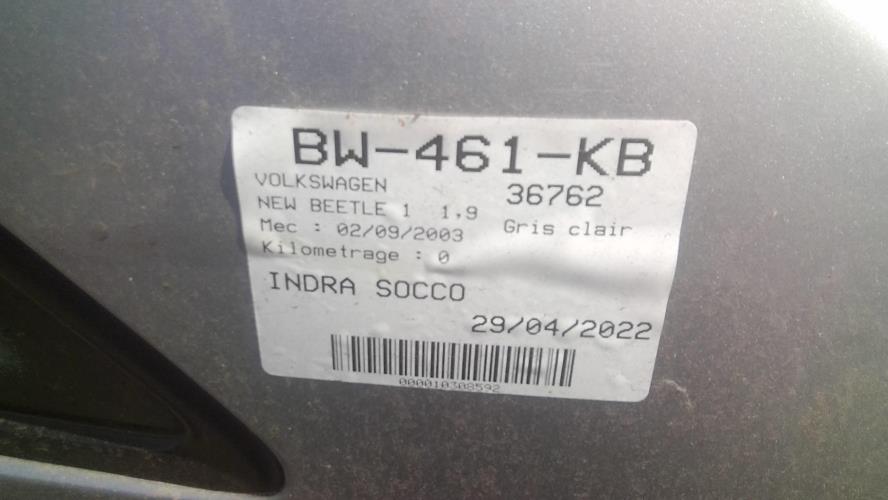 BW-461-KB
VOLKSWAGEN 36762
NEW BEETLE 1 1,9
Gris clair
Mec : 02/09/2003
Kilometrage : 0
INDRA SOCCO
29/04/2022
000010308592